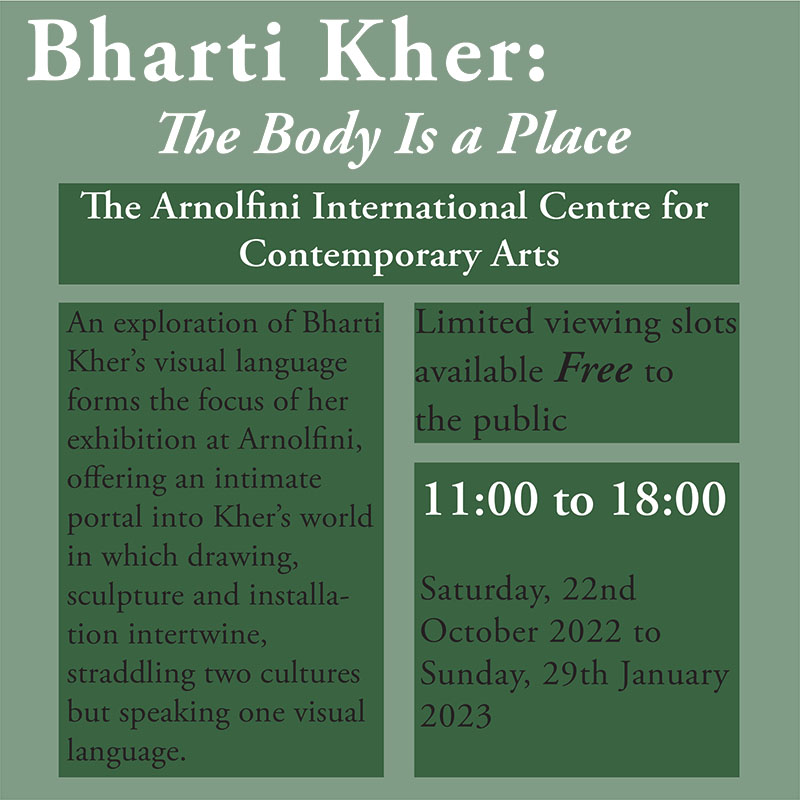 Bharti Kher:
The Body Is a Place
The Arnolfini International Centre for
Contemporary Arts
An exploration of Bharti
Kher’s visual language
forms the focus of her
exhibition at Arnolfini,
offering an intimate
portal into Kher’s world
in which drawing,
sculpture and installa-
tion intertwine,
straddling two cultures
but speaking one visual
language.
Limited viewing slots
available Free to
the public
11:00 to 18:00
Saturday, 22nd
October 2022 to
Sunday, 29th January
2023